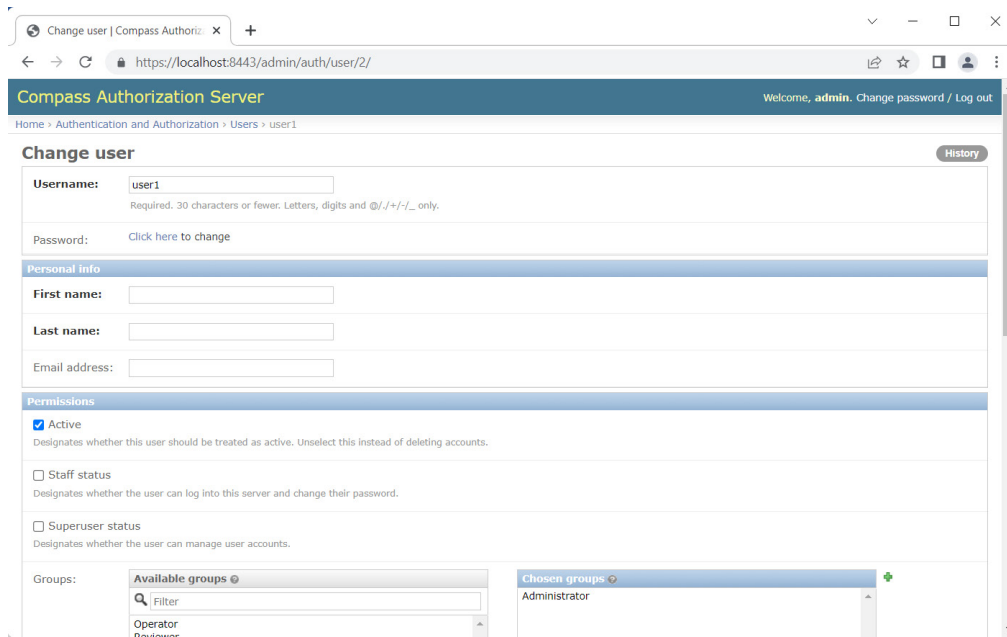 Change user | Compass Authoriz
https://localhost:8443/admin/auth/user/2/
Compass Authorization Server
Welcome, admin. Change password / Log out
Home › Authentication and Authorization › Users › user1
Change user
History
Username:
user1
Required. 30 characters or fewer. Letters, digits and @/./+/-/_ only.
Password:
Click here to change
Personal info
First name:
Last name:
Email address:
Permissions
Active
Designates whether this user should be treated as active. Unselect this instead of deleting accounts.
Staff status
Designates whether the user can log into this server and change their password.
Superuser status
Designates whether the user can manage user accounts.
Groups:
Available groups
Filter
Operator
Reviewer
Chosen groups
Administrator